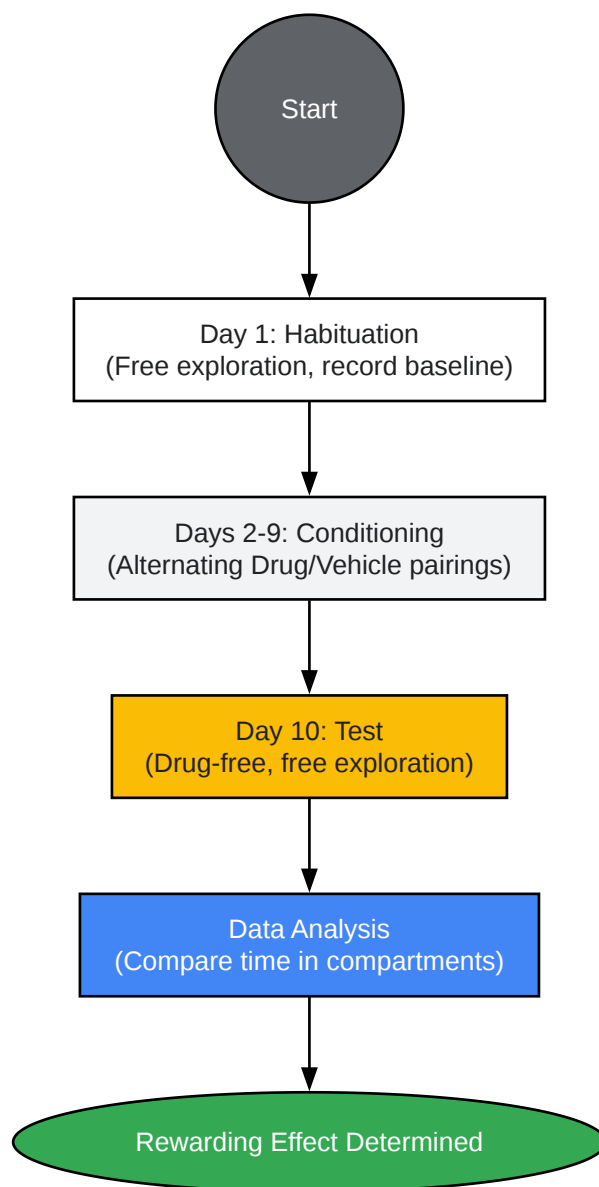 Start
Day 1: Habituation
(Free exploration, record baseline)
Days 2-9: Conditioning
(Alternating Drug/Vehicle pairings)
Day 10: Test
(Drug-free, free exploration)
Data Analysis
(Compare time in compartments)
Rewarding Effect Determined